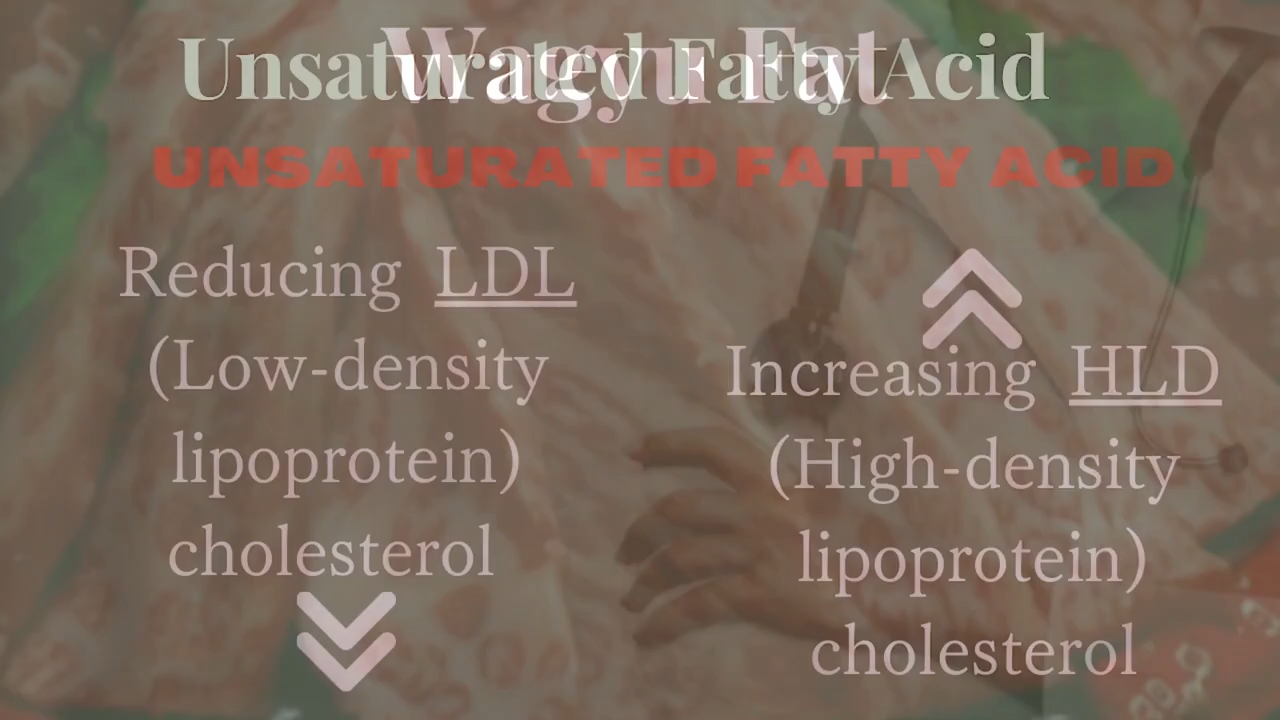 Unsaturated Fatty Acid
Wagyu Fat
UNSATURATED FATTY ACID
Reducing LDL
(Low-density
lipoprotein)
cholesterol
Increasing HLD
(High-density
lipoprotein)
cholesterol